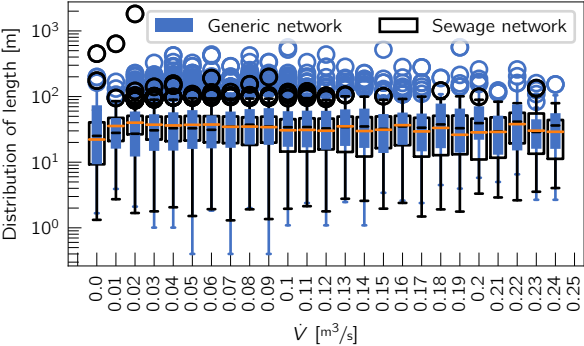 Generic network Sewage network
Distribution of length [m]
10³
10²
10¹
10⁰
0.0 0.01 0.02 0.03 0.04 0.05 0.06 0.07 0.08 0.09 0.1 0.11 0.12 0.13 0.14 0.15 0.16 0.17 0.18 0.19 0.2 0.21 0.22 0.23 0.24 0.25
V̇ [m³/s]